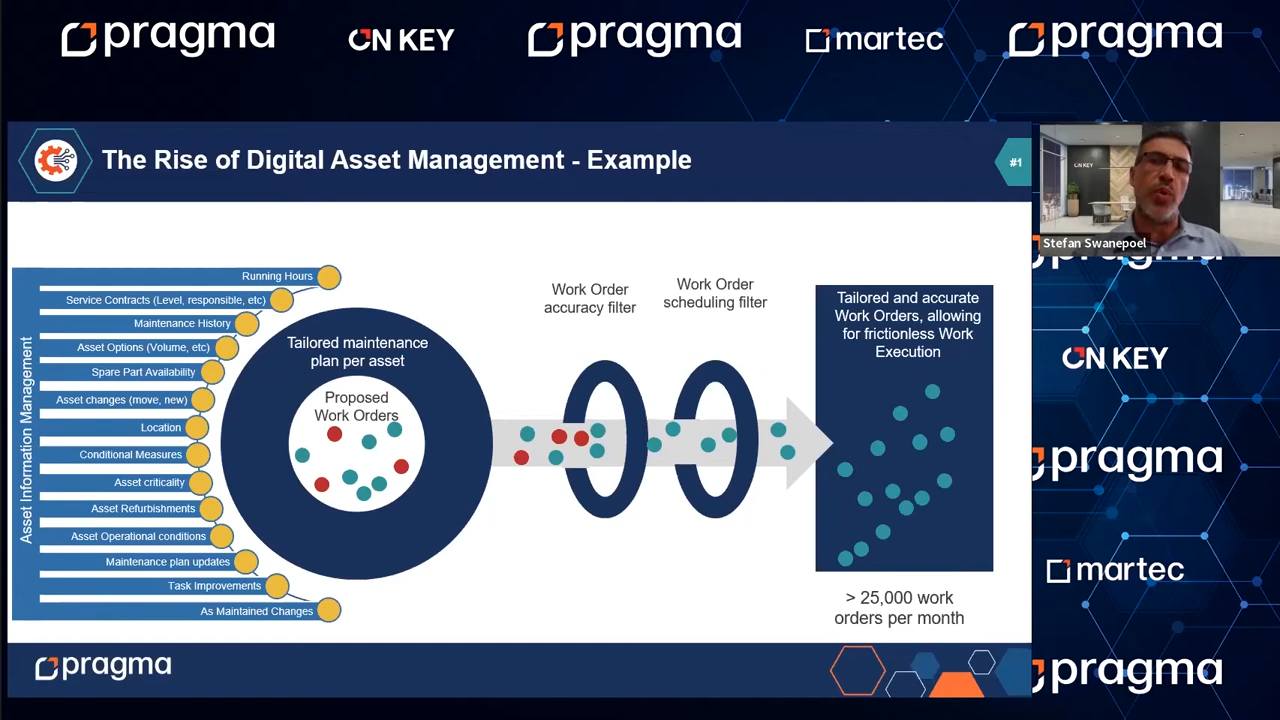 pragma
ON KEY
pragma
martec
pragma
The Rise of Digital Asset Management - Example
#1
ON KEY
Stefan Swanepoel
Asset Information Management
Running Hours
Service Contracts (Level, responsible, etc)
Maintenance History
Asset Options (Volume, etc)
Spare Part Availability
Asset changes (move, new)
Location
Conditional Measures
Asset criticality
Asset Refurbishments
Asset Operational conditions
Maintenance plan updates
Task Improvements
As Maintained Changes
Tailored maintenance
plan per asset
Proposed
Work Orders
Work Order
accuracy filter
Work Order
scheduling filter
Tailored and accurate
Work Orders, allowing
for frictionless Work
Execution
> 25,000 work
orders per month
pragma
ON KEY
pragma
martec
pragma